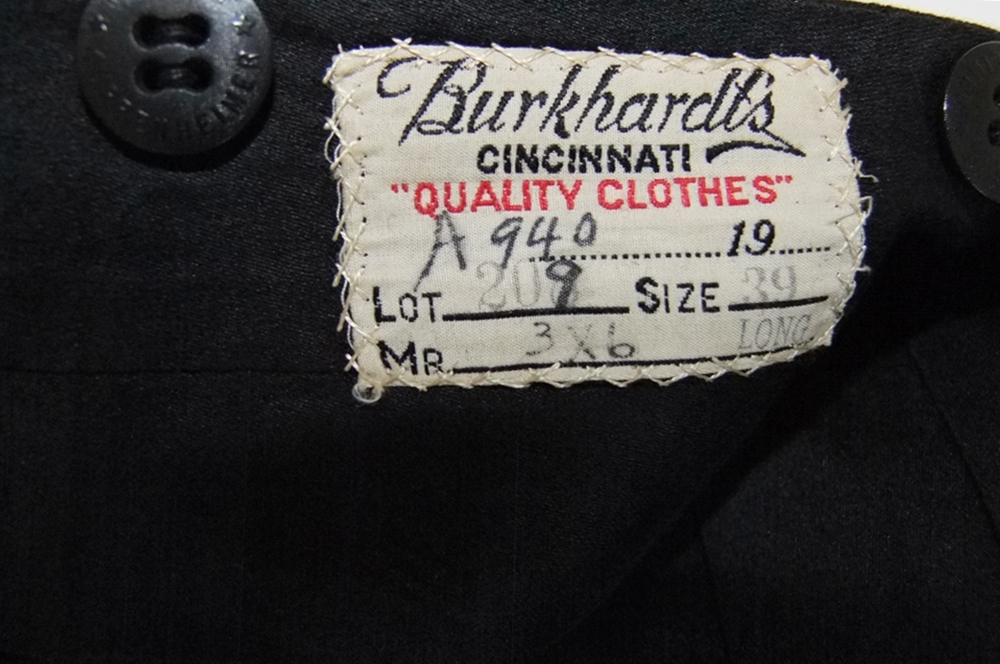 Burkhardt's
CINCINNATI
"QUALITY CLOTHES"
A 940 19
LOT 209 SIZE 39
LONG
MR. 3X6